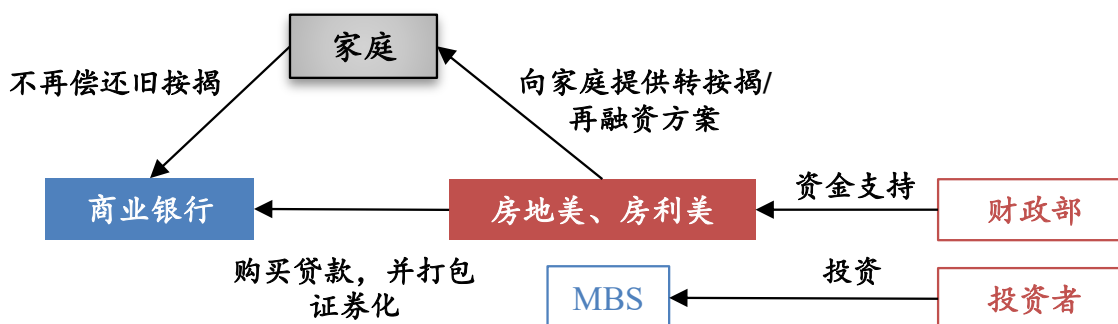 家庭
不再偿还旧按揭
向家庭提供转按揭/
再融资方案
商业银行
房地美、房利美
资金支持
财政部
购买贷款，并打包
证券化
MBS
投资
投资者